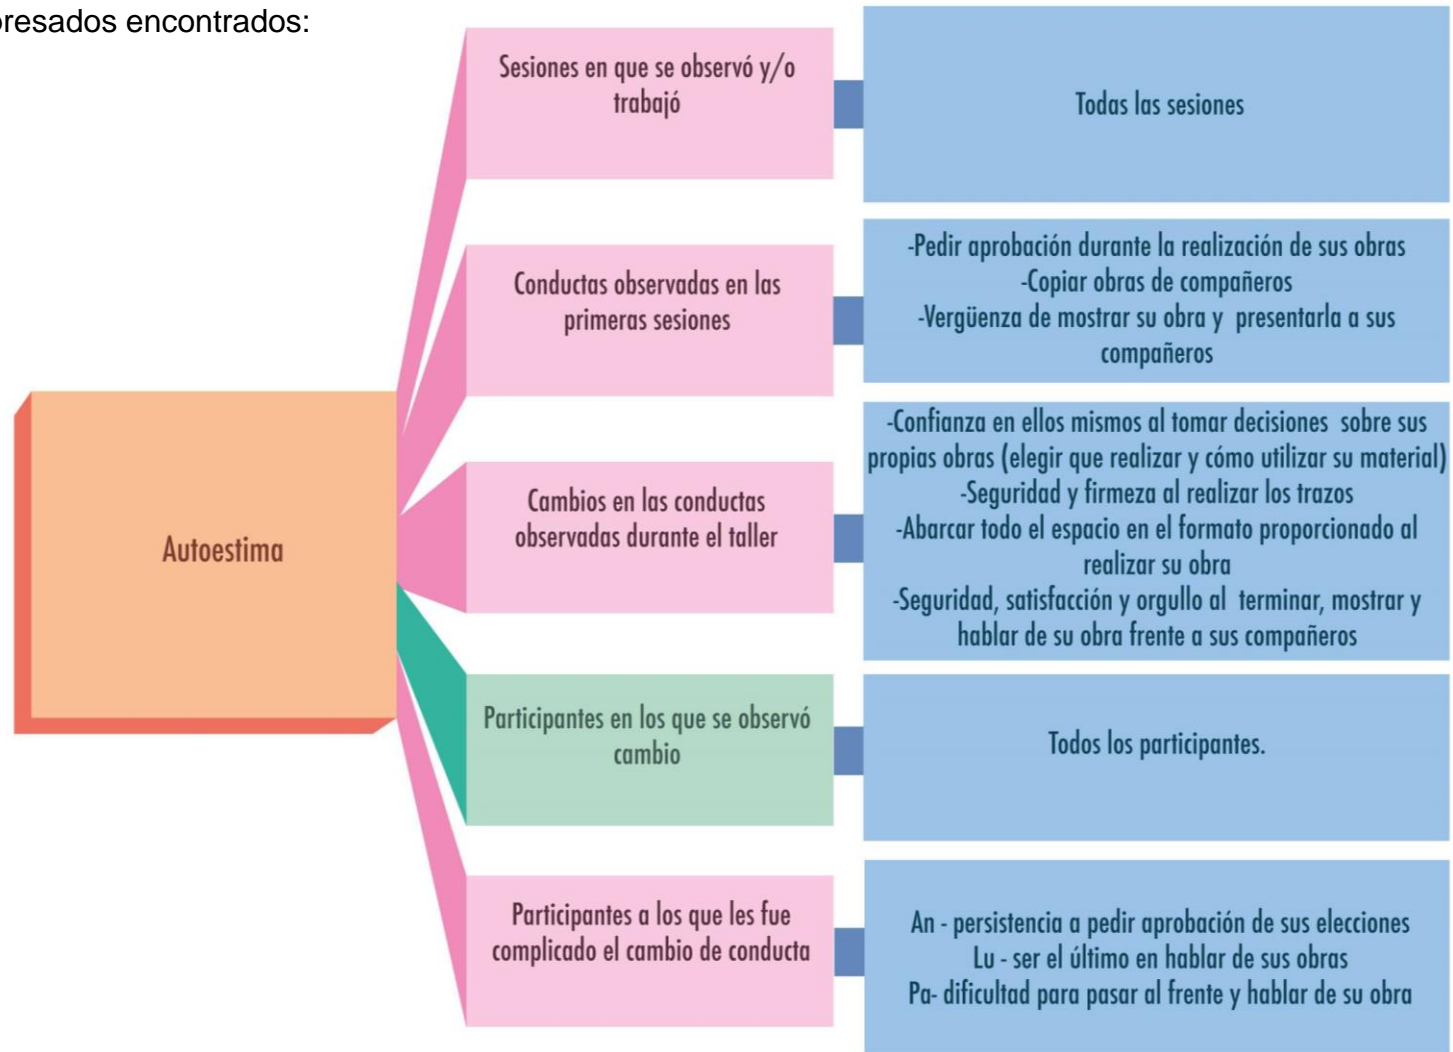 encontrados:
Sesiones en que se observó y/o
trabajó
Todas las sesiones
Conductas observadas en las
primeras sesiones
-Pedir aprobación durante la realización de sus obras
-Copiar obras de compañeros
-Vergüenza de mostrar su obra y presentarla a sus
compañeros
Autoestima
Cambios en las conductas
observadas durante el taller
-Confianza en ellos mismos al tomar decisiones sobre sus
propias obras (elegir que realizar y cómo utilizar su material)
-Seguridad y firmeza al realizar los trazos
-Abarcar todo el espacio en el formato proporcionado al
realizar su obra
-Seguridad, satisfacción y orgullo al terminar, mostrar y
hablar de su obra frente a sus compañeros
Participantes en los que se observó
cambio
Todos los participantes.
Participantes a los que les fue
complicado el cambio de conducta
An - persistencia a pedir aprobación de sus elecciones
Lu - ser el último en hablar de sus obras
Pa- dificultad para pasar al frente y hablar de su obra